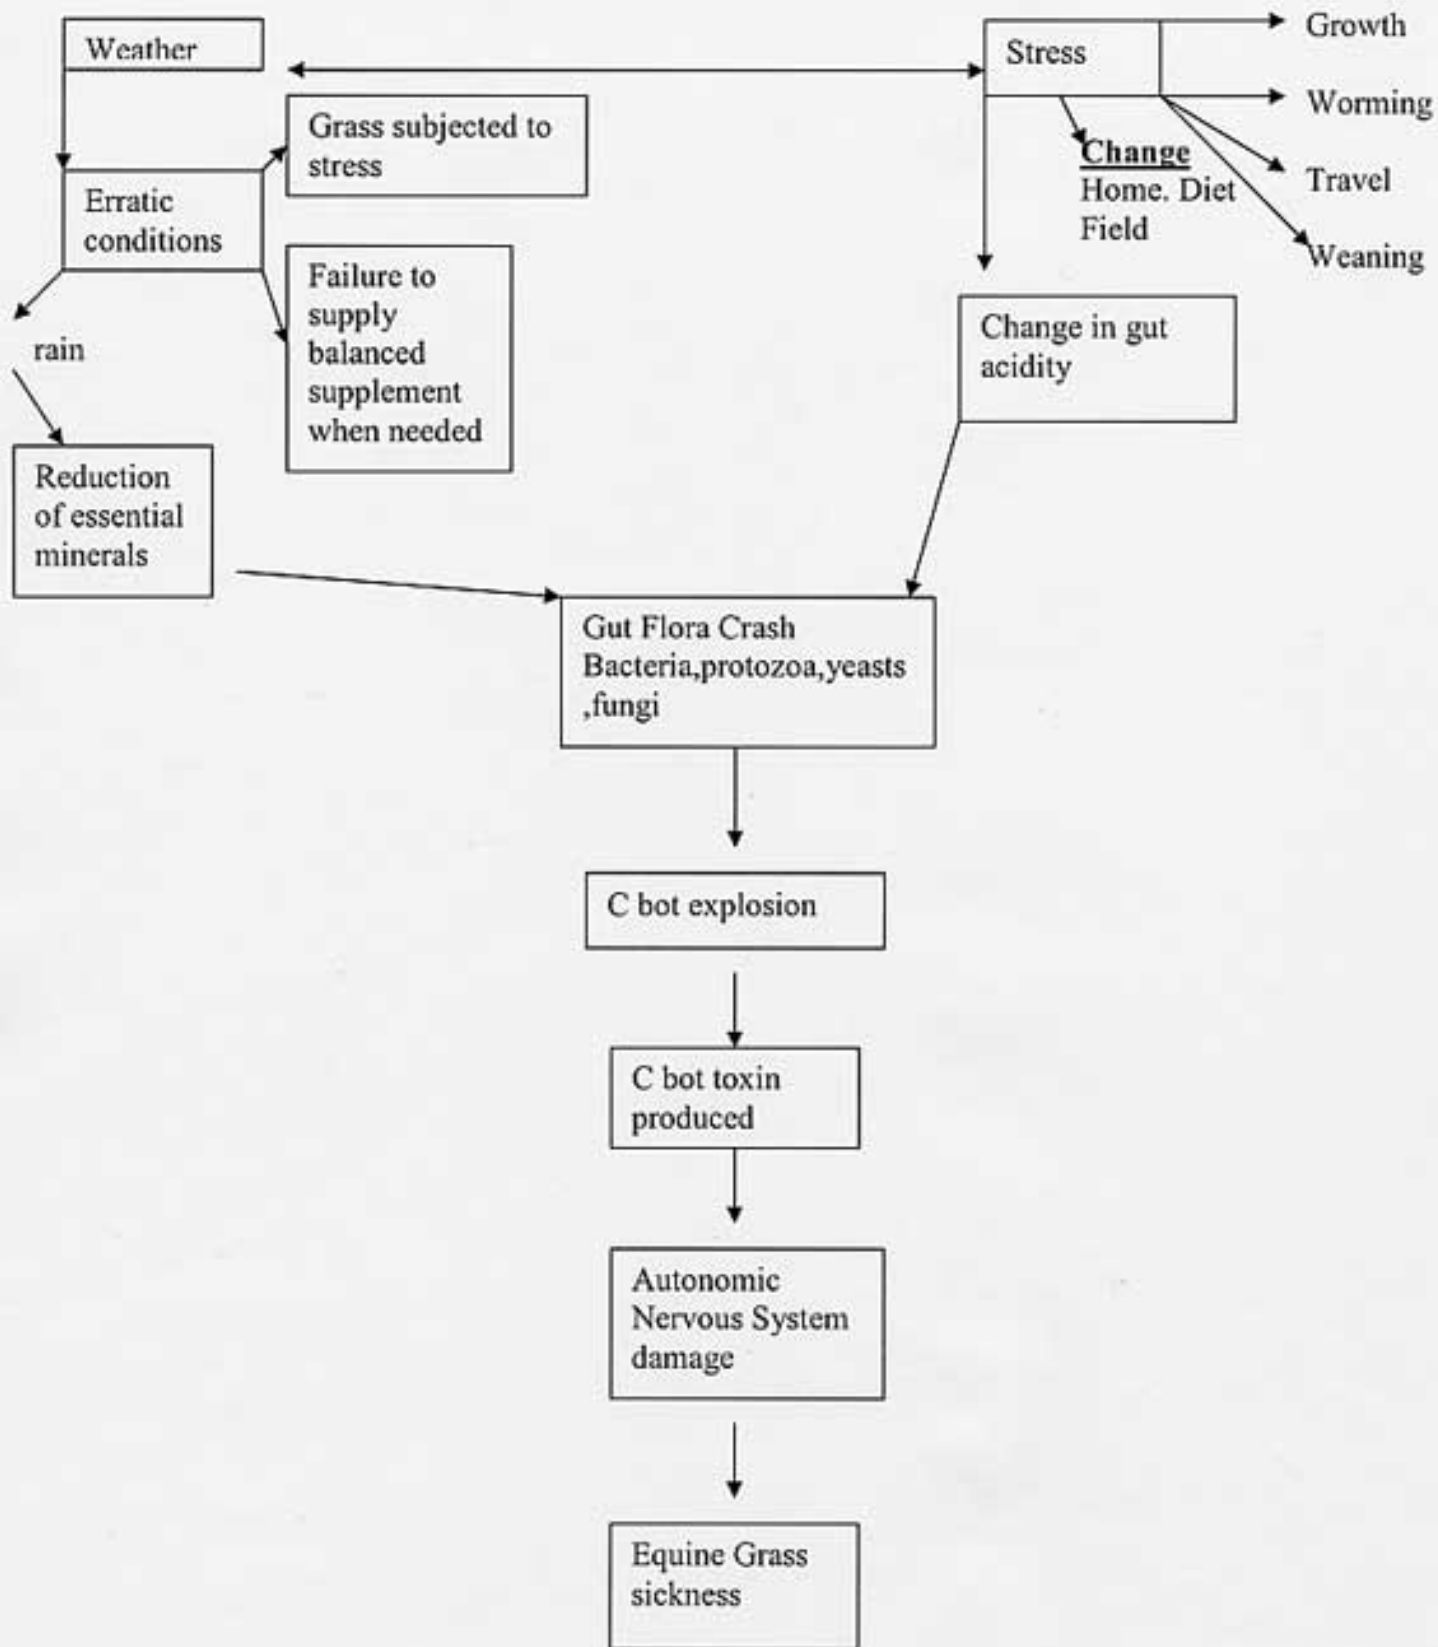 Weather
Stress
Growth
Worming
Travel
Weaning
Change
Home. Diet
Field
Grass subjected to
stress
Erratic
conditions
Failure to
supply
balanced
supplement
when needed
rain
Change in gut
acidity
Reduction
of essential
minerals
Gut Flora Crash
Bacteria,protozoa,yeasts
,fungi
C bot explosion
C bot toxin
produced
Autonomic
Nervous System
damage
Equine Grass
sickness